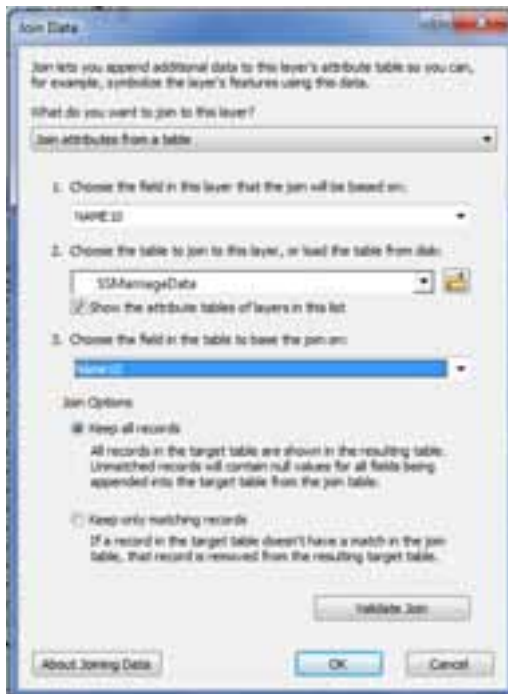 Join Data
Join lets you append additional data to this layer's attribute table so you can,
for example, symbolize the layer's features using this data.
What do you want to join to this layer?
Join attributes from a table
1. Choose the field in this layer that the join will be based on:
NAME10
2. Choose the table to join to this layer, or load the table from disk:
SSMarriageData
Show the attribute tables of layers in this list
3. Choose the field in the table to base the join on:
Join Options
Keep all records
All records in the target table are shown in the resulting table.
Unmatched records will contain null values for all fields being
appended into the target table from the join table.
Keep only matching records
If a record in the target table doesn't have a match in the join
table, that record is removed from the resulting target table.
Validate Join
About Joining Data
OK
Cancel